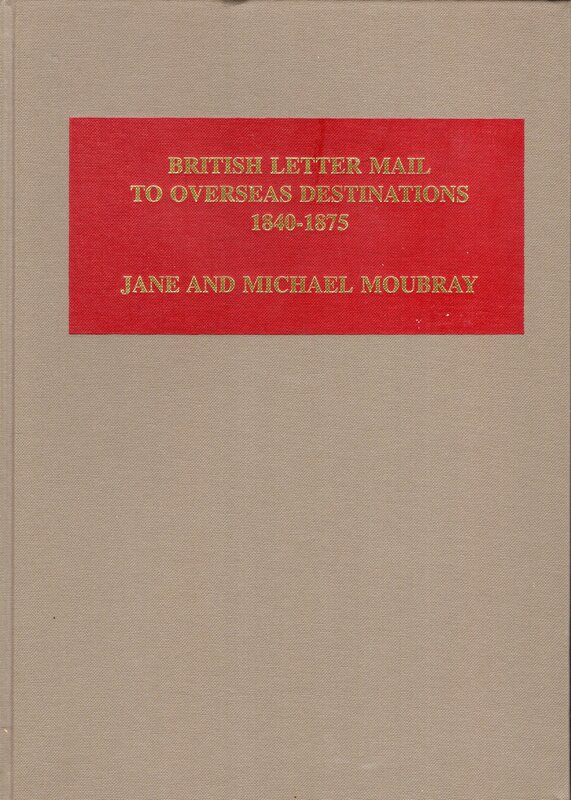 BRITISH LETTER MAIL
TO OVERSEAS DESTINATIONS
1840-1875
JANE AND MICHAEL MOUBRAY